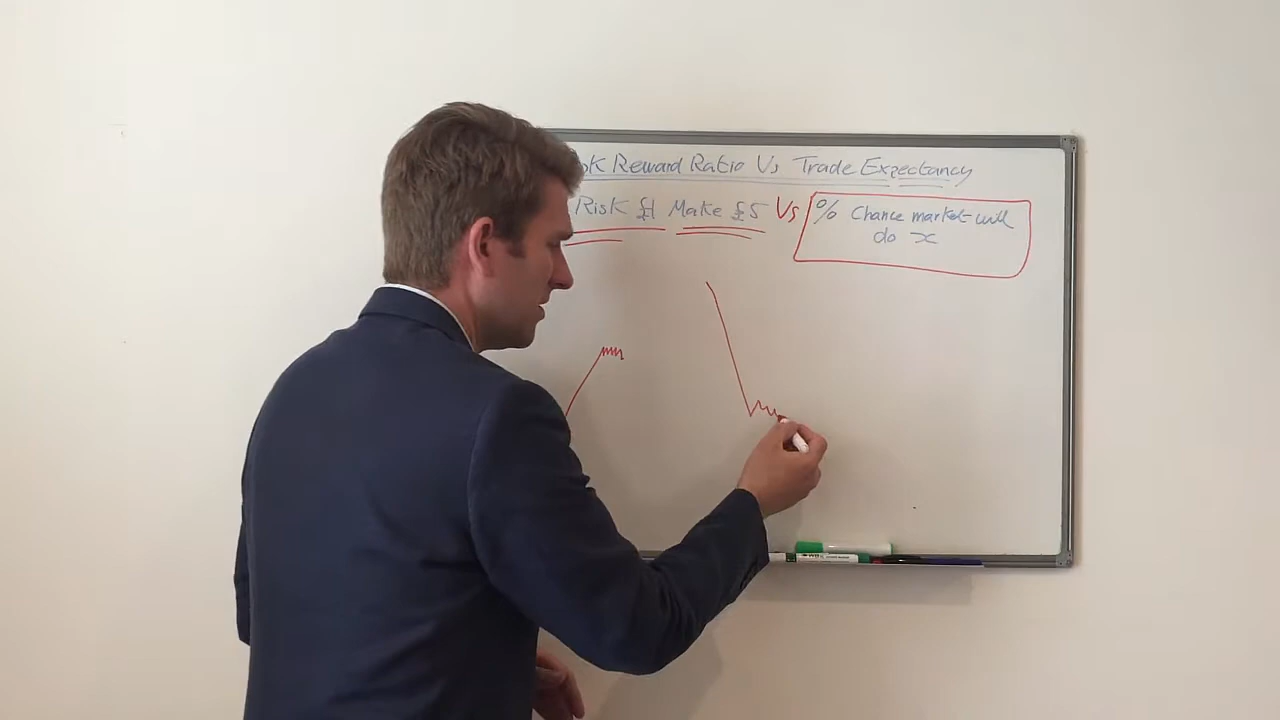 Reward Ratio Vs Trade Expectancy
Risk £1 Make £5 Vs
% Chance market will
do x